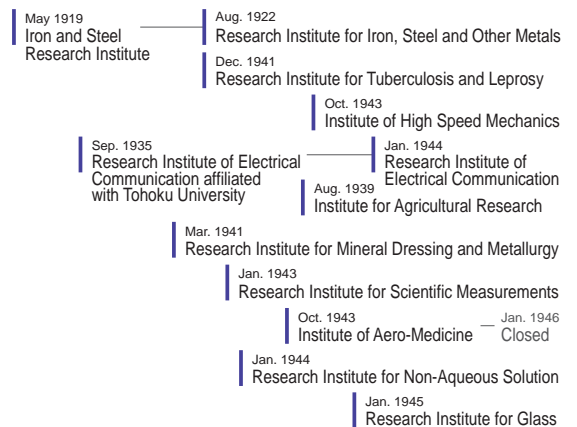 May 1919
Iron and Steel
Research Institute
Aug. 1922
Research Institute for Iron, Steel and Other Metals
Dec. 1941
Research Institute for Tuberculosis and Leprosy
Oct. 1943
Institute of High Speed Mechanics
Sep. 1935
Research Institute of Electrical
Communication affiliated
with Tohoku University
Jan. 1944
Research Institute of
Electrical Communication
Aug. 1939
Institute for Agricultural Research
Mar. 1941
Research Institute for Mineral Dressing and Metallurgy
Jan. 1943
Research Institute for Scientific Measurements
Oct. 1943
Institute of Aero-Medicine
Jan. 1946
Closed
Jan. 1944
Research Institute for Non-Aqueous Solution
Jan. 1945
Research Institute for Glass